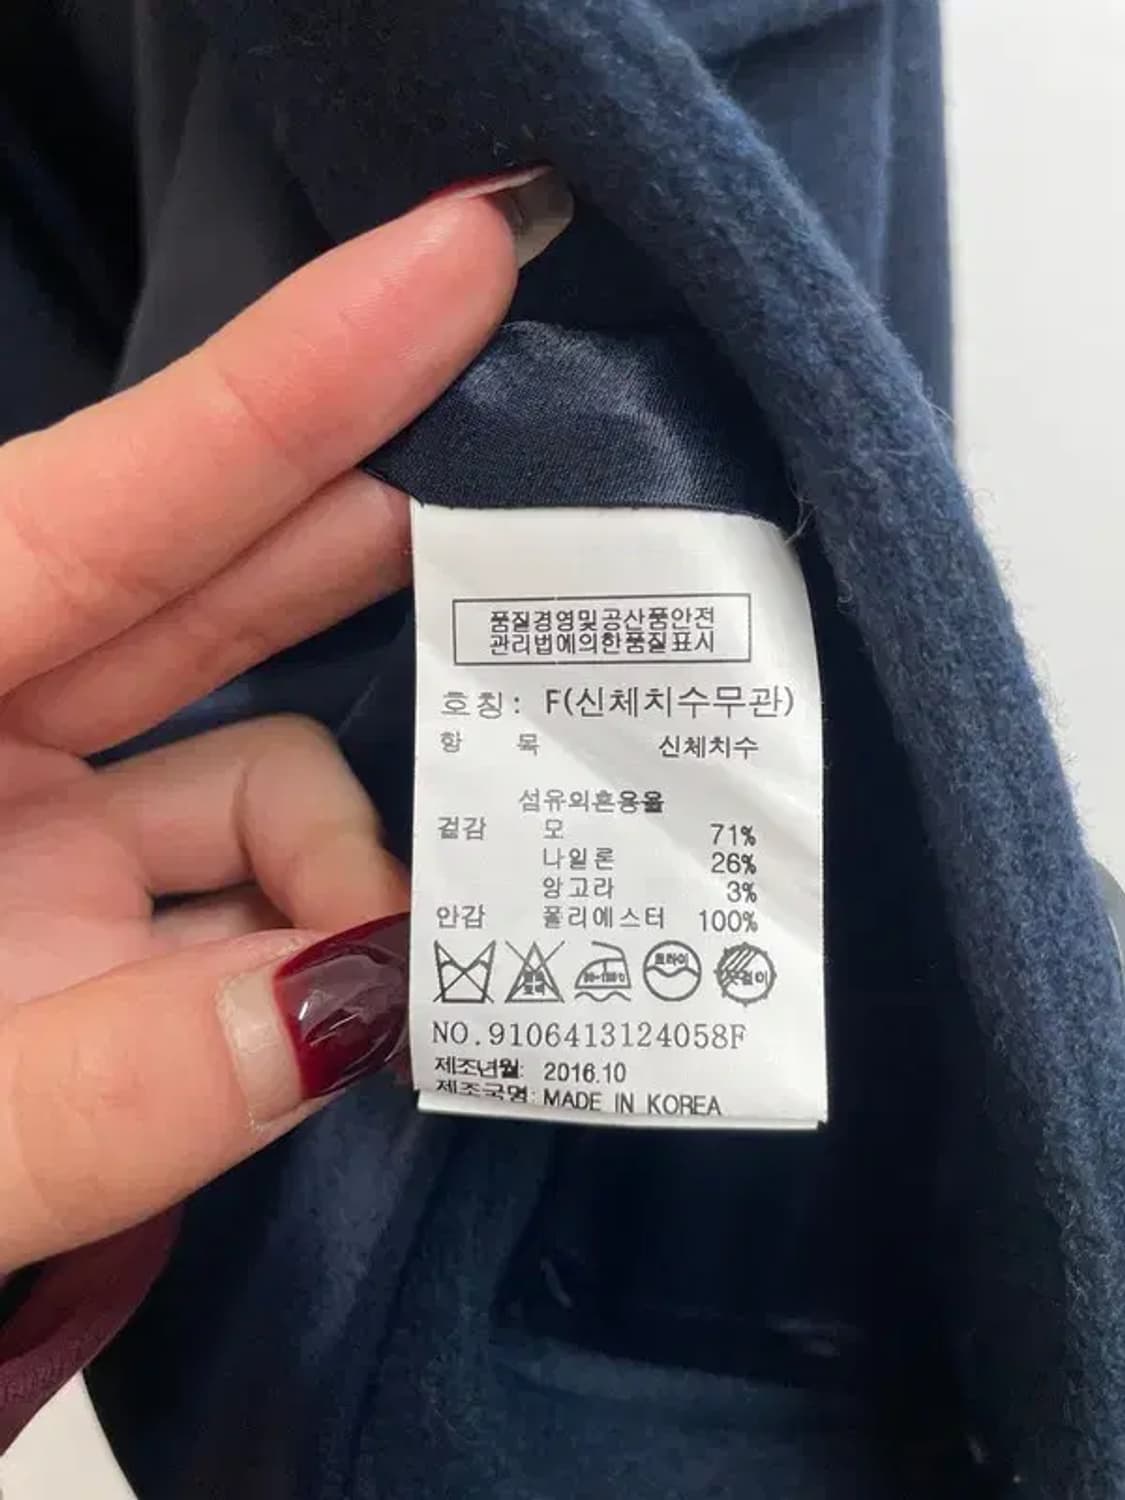 품질경영및공산품안전
관리법에의한품질표시
호칭: F(신체치수무관)
항 목 신체치수
섬유의혼용율
겉감 모 71%
나일론 26%
앙고라 3%
안감 폴리에스터 100%
드라이
NO.9106413124058F
제조년월: 2016.10
제조국명: MADE IN KOREA